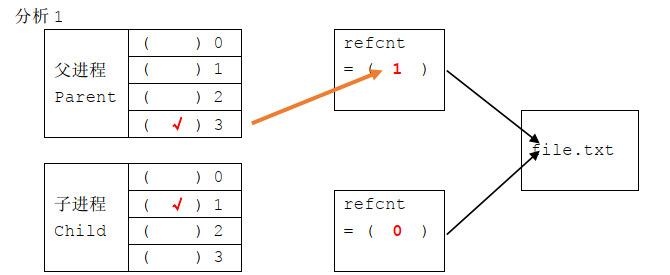 分析 1
父进程
Parent
(     ) 0
(     ) 1
(     ) 2
(  √  ) 3
refcnt
= (  1  )
file.txt
子进程
Child
(     ) 0
(  √  ) 1
(     ) 2
(     ) 3
refcnt
= (  0  )